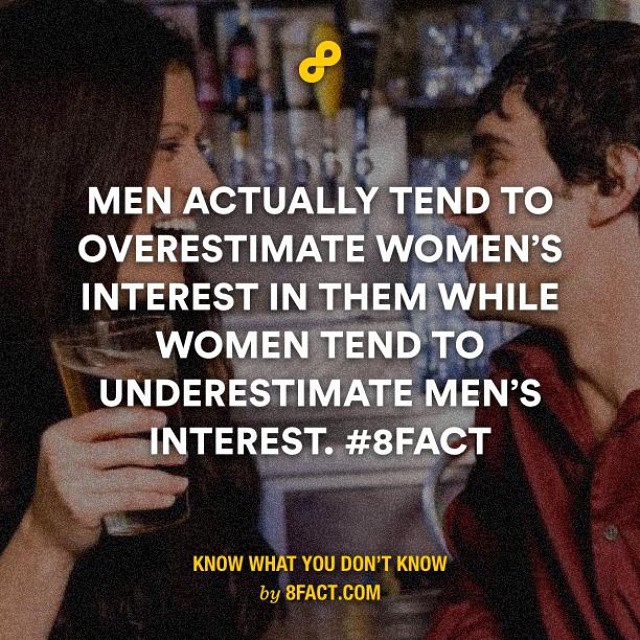 MEN ACTUALLY TEND TO
OVERESTIMATE WOMEN'S
INTEREST IN THEM WHILE
WOMEN TEND TO
UNDERESTIMATE MEN'S
INTEREST. #8FACT
KNOW WHAT YOU DON'T KNOW
by 8FACT.COM